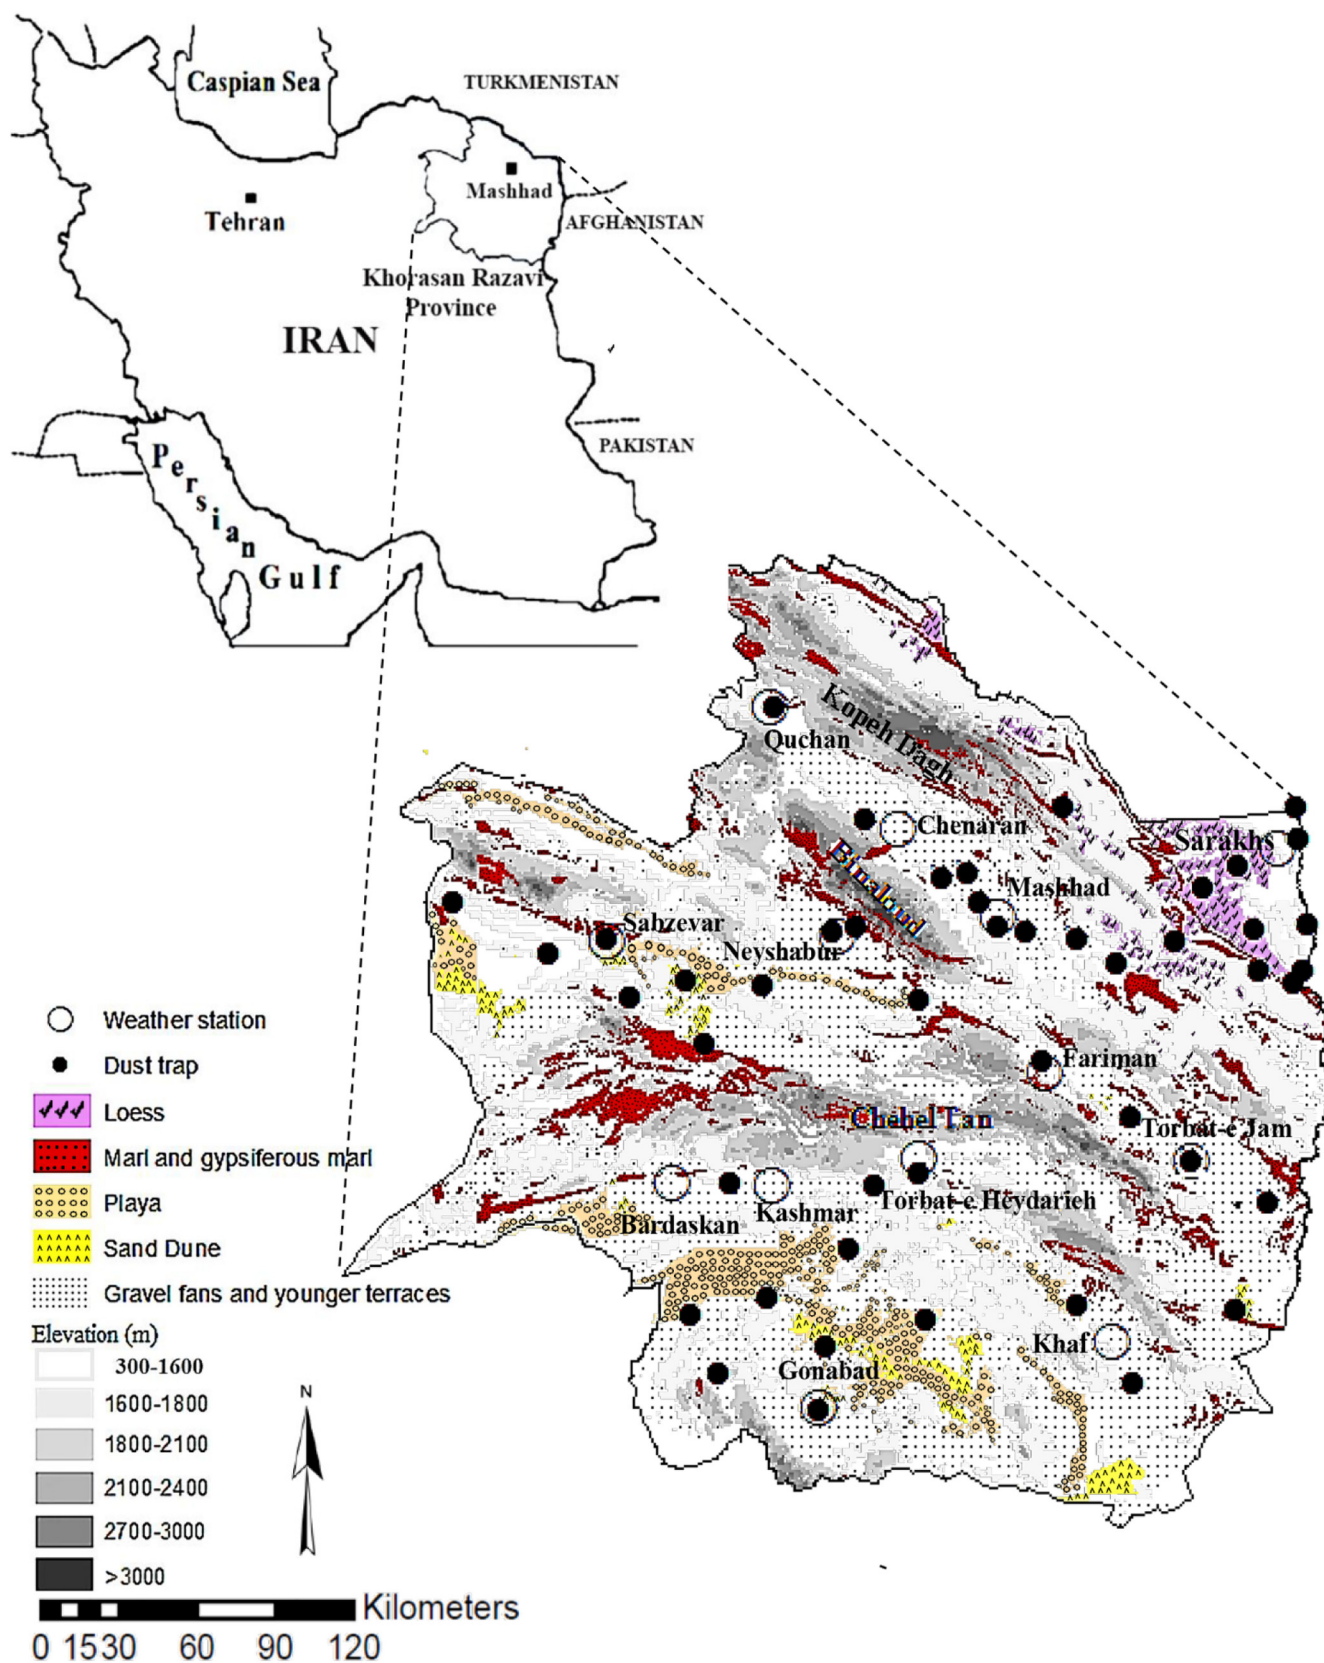 Caspian Sea
TURKMENISTAN
Mashhad
Tehran
AFGHANISTAN
Khorasan Razavi
Province
IRAN
PAKISTAN
Persian
Gulf
Kopeh Dagh
Quchan
Chenaran
Sarakhs
Binaloud
Mashhad
Sabzevar
Neyshabur
Fariman
Chehel Tan
Torbat-e Jam
Torbat-e Heydarieh
Bardaskan
Kashmar
Khaf
Gonabad
Weather station
Dust trap
Loess
Marl and gypsiferous marl
Playa
Sand Dune
Gravel fans and younger terraces
Elevation (m)
300-1600
1600-1800
1800-2100
2100-2400
2700-3000
>3000
N
Kilometers
0 15 30 60 90 120